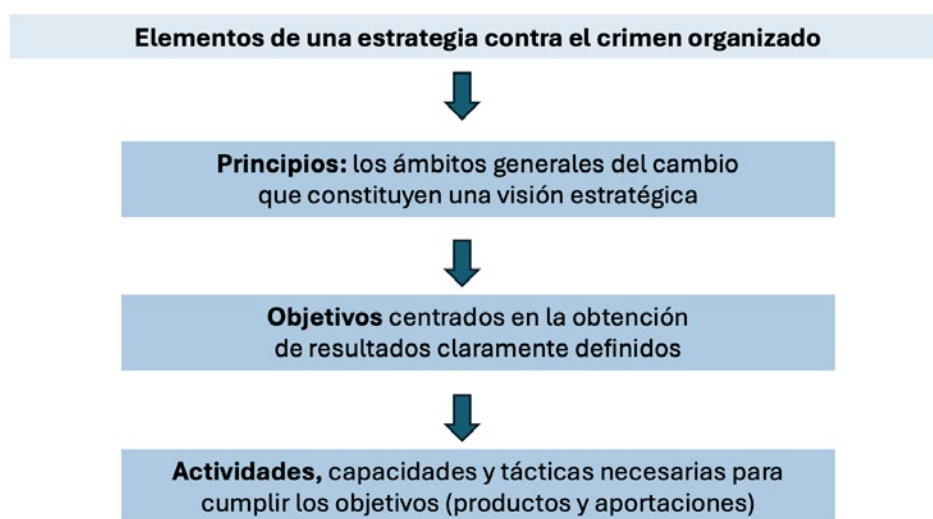 Elementos de una estrategia contra el crimen organizado
Principios: los ámbitos generales del cambio
que constituyen una visión estratégica
Objetivos centrados en la obtención
de resultados claramente definidos
Actividades, capacidades y tácticas necesarias para
cumplir los objetivos (productos y aportaciones)